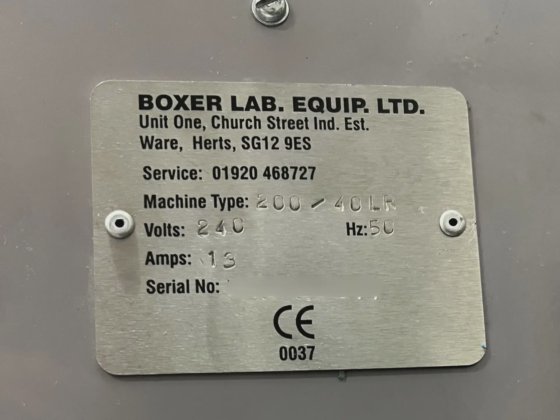 BOXER LAB. EQUIP. LTD.
Unit One, Church Street Ind. Est.
Ware, Herts, SG12 9ES
Service: 01920 468727
Machine Type: 200/40LR
Volts: 240 Hz: 50
Amps: 13
Serial No:
CE
0037